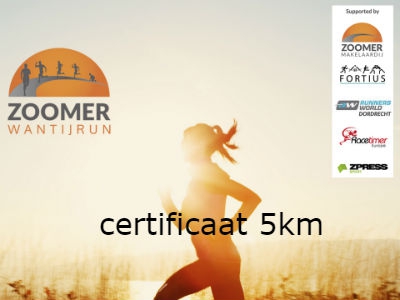 ZOOMER
WANTIJRUN
Supported by
ZOOMER
MAKELAARDIJ
FORTIUS
RUNNERS
WORLD
DORDRECHT
Racetimer
ZPRESS
certificaat 5km